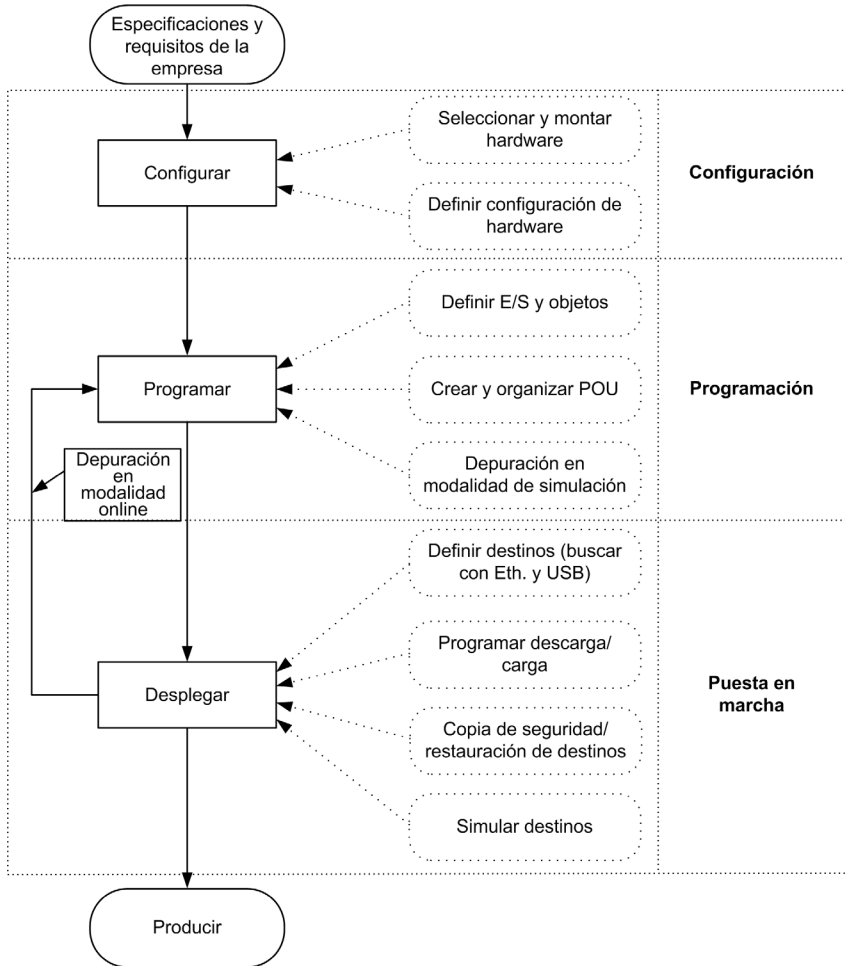 Especificaciones y
requisitos de la
empresa
Seleccionar y montar
hardware
Configurar
Configuración
Definir configuración de
hardware
Definir E/S y objetos
Programar
Crear y organizar POU
Programación
Depuración
en
modalidad
online
Depuración en
modalidad de simulación
Definir destinos (buscar
con Eth. y USB)
Programar descarga/
carga
Desplegar
Puesta en
marcha
Copia de seguridad/
restauración de destinos
Simular destinos
Producir